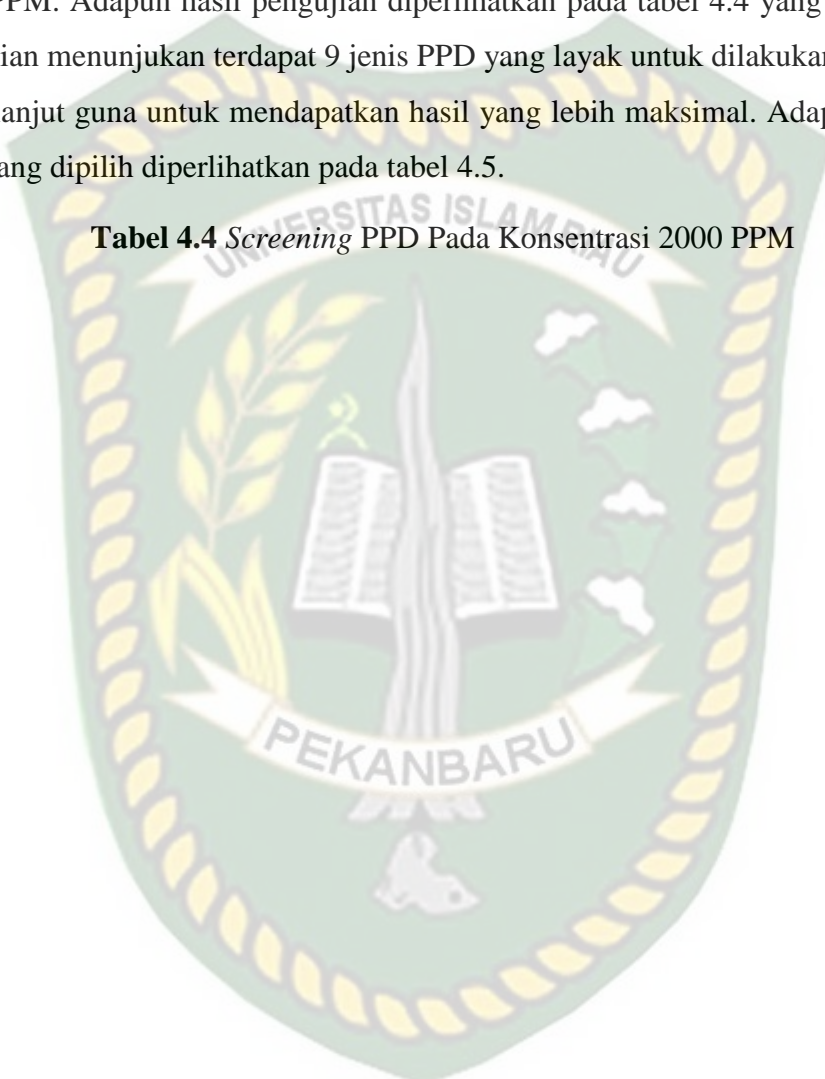 PPM. Adapun hasil pengujian diperlihatkan pada tabel 4.4 yang
ian menunjukan terdapat 9 jenis PPD yang layak untuk dilakukan
lanjut guna untuk mendapatkan hasil yang lebih maksimal. Adap
ang dipilih diperlihatkan pada tabel 4.5.
Tabel 4.4 Screening PPD Pada Konsentrasi 2000 PPM
UNIVERSITAS ISLAM RIAU
PEKANBARU